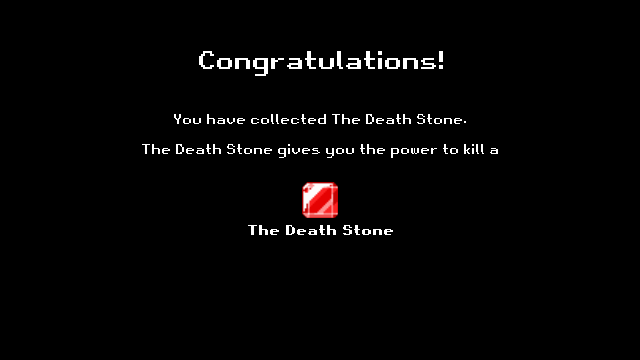 Congratulations!
You have collected The Death Stone.
The Death Stone gives you the power to kill a
The Death Stone